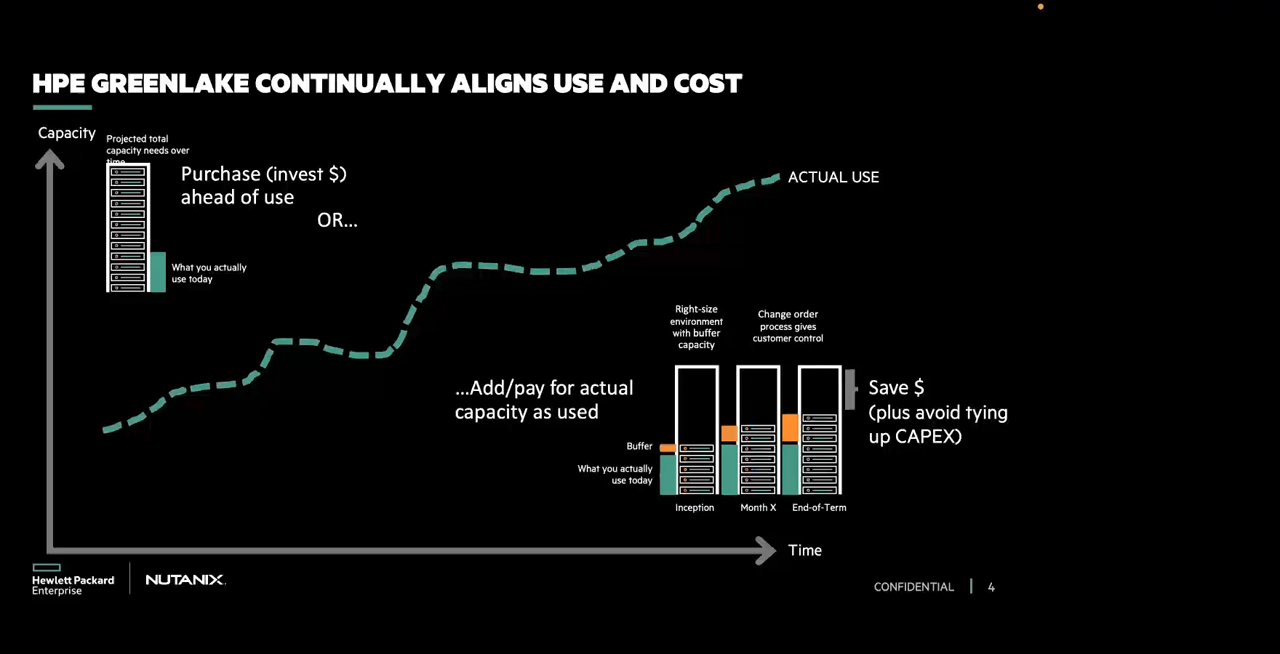 HPE GREENLAKE CONTINUALLY ALIGNS USE AND COST
Capacity
Projected total
capacity needs over
time
Purchase (invest $)
ahead of use
OR...
What you actually
use today
ACTUAL USE
Right-size
environment
with buffer
capacity
Change order
process gives
customer control
...Add/pay for actual
capacity as used
Save $
(plus avoid tying
up CAPEX)
Buffer
What you actually
use today
Inception
Month X
End-of-Term
Time
Hewlett Packard
Enterprise
NUTANIX.
CONFIDENTIAL
4